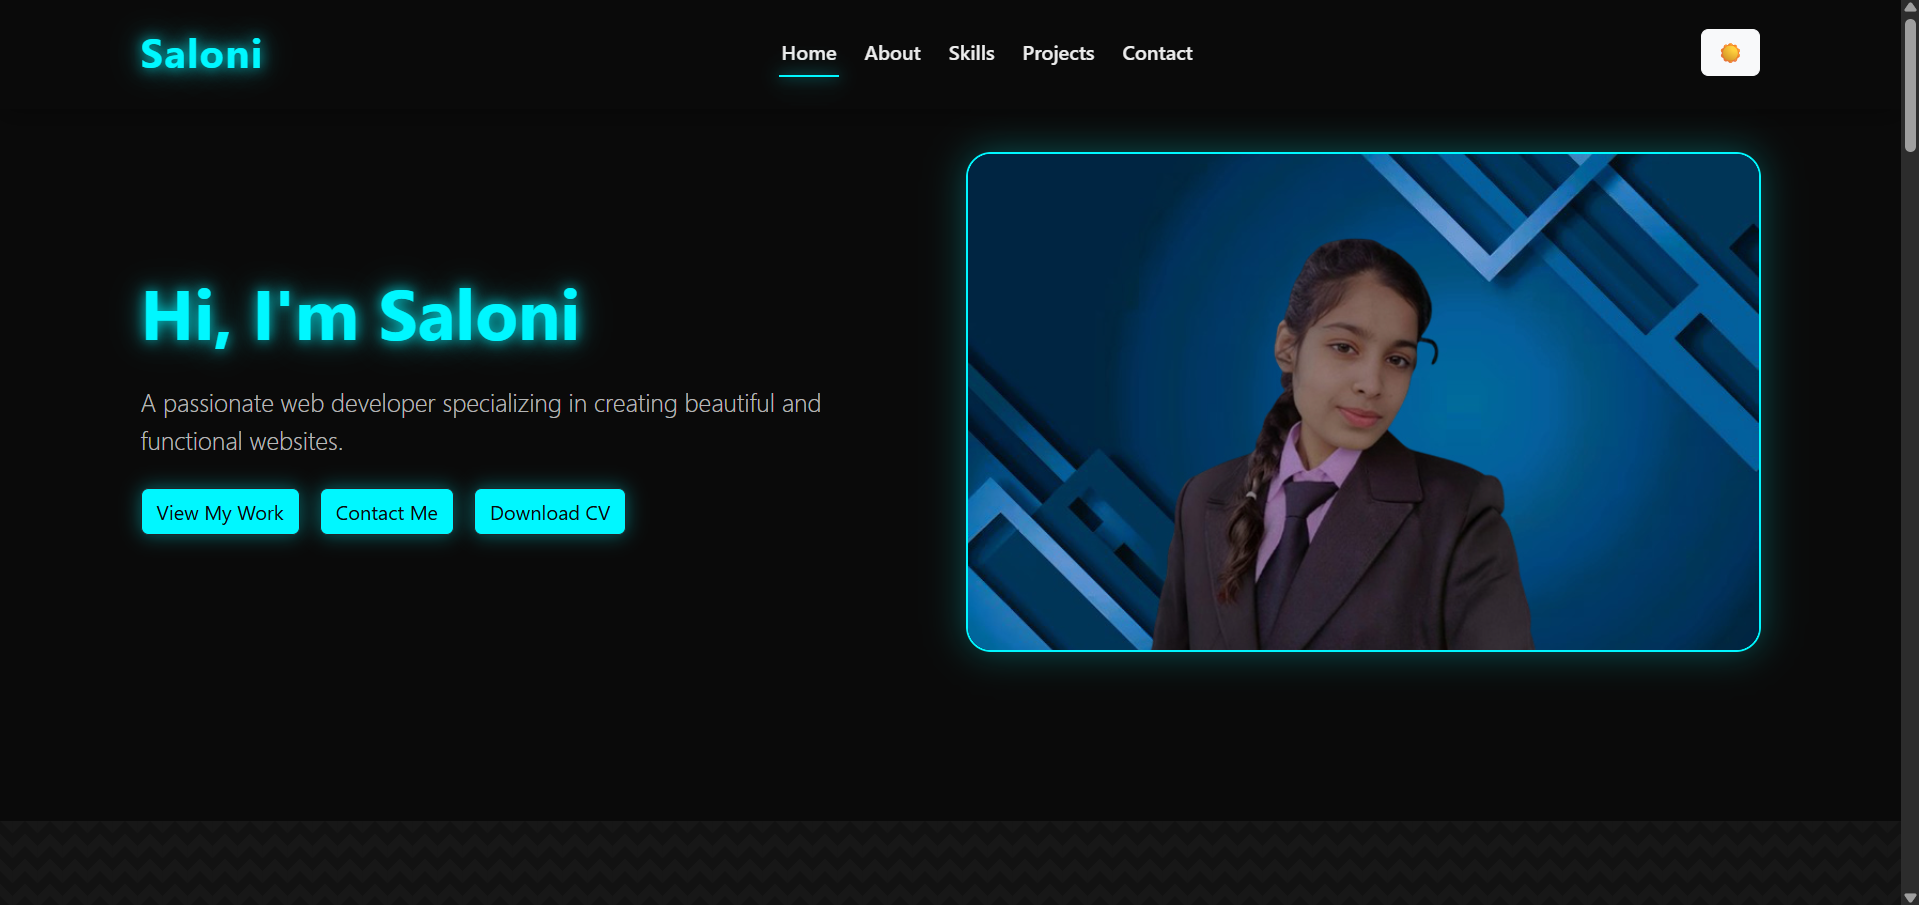 Saloni
Home About Skills Projects Contact
Hi, I'm Saloni
A passionate web developer specializing in creating beautiful and
functional websites.
View My Work Contact Me Download CV